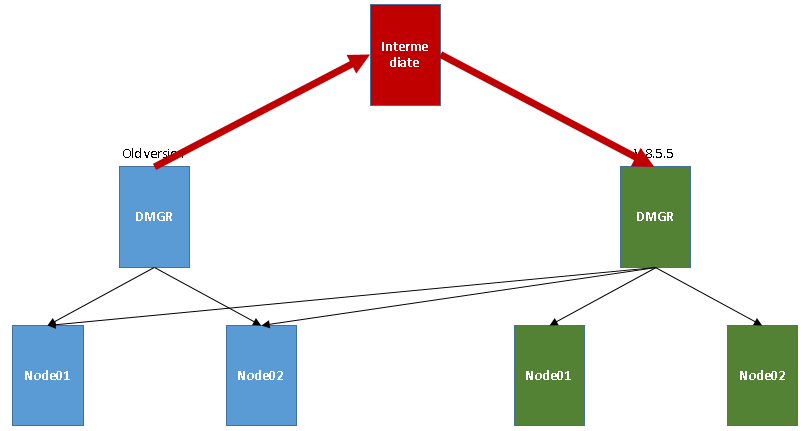 Interme
diate
Old version
V 8.5.5
DMGR
DMGR
Node01
Node02
Node01
Node02